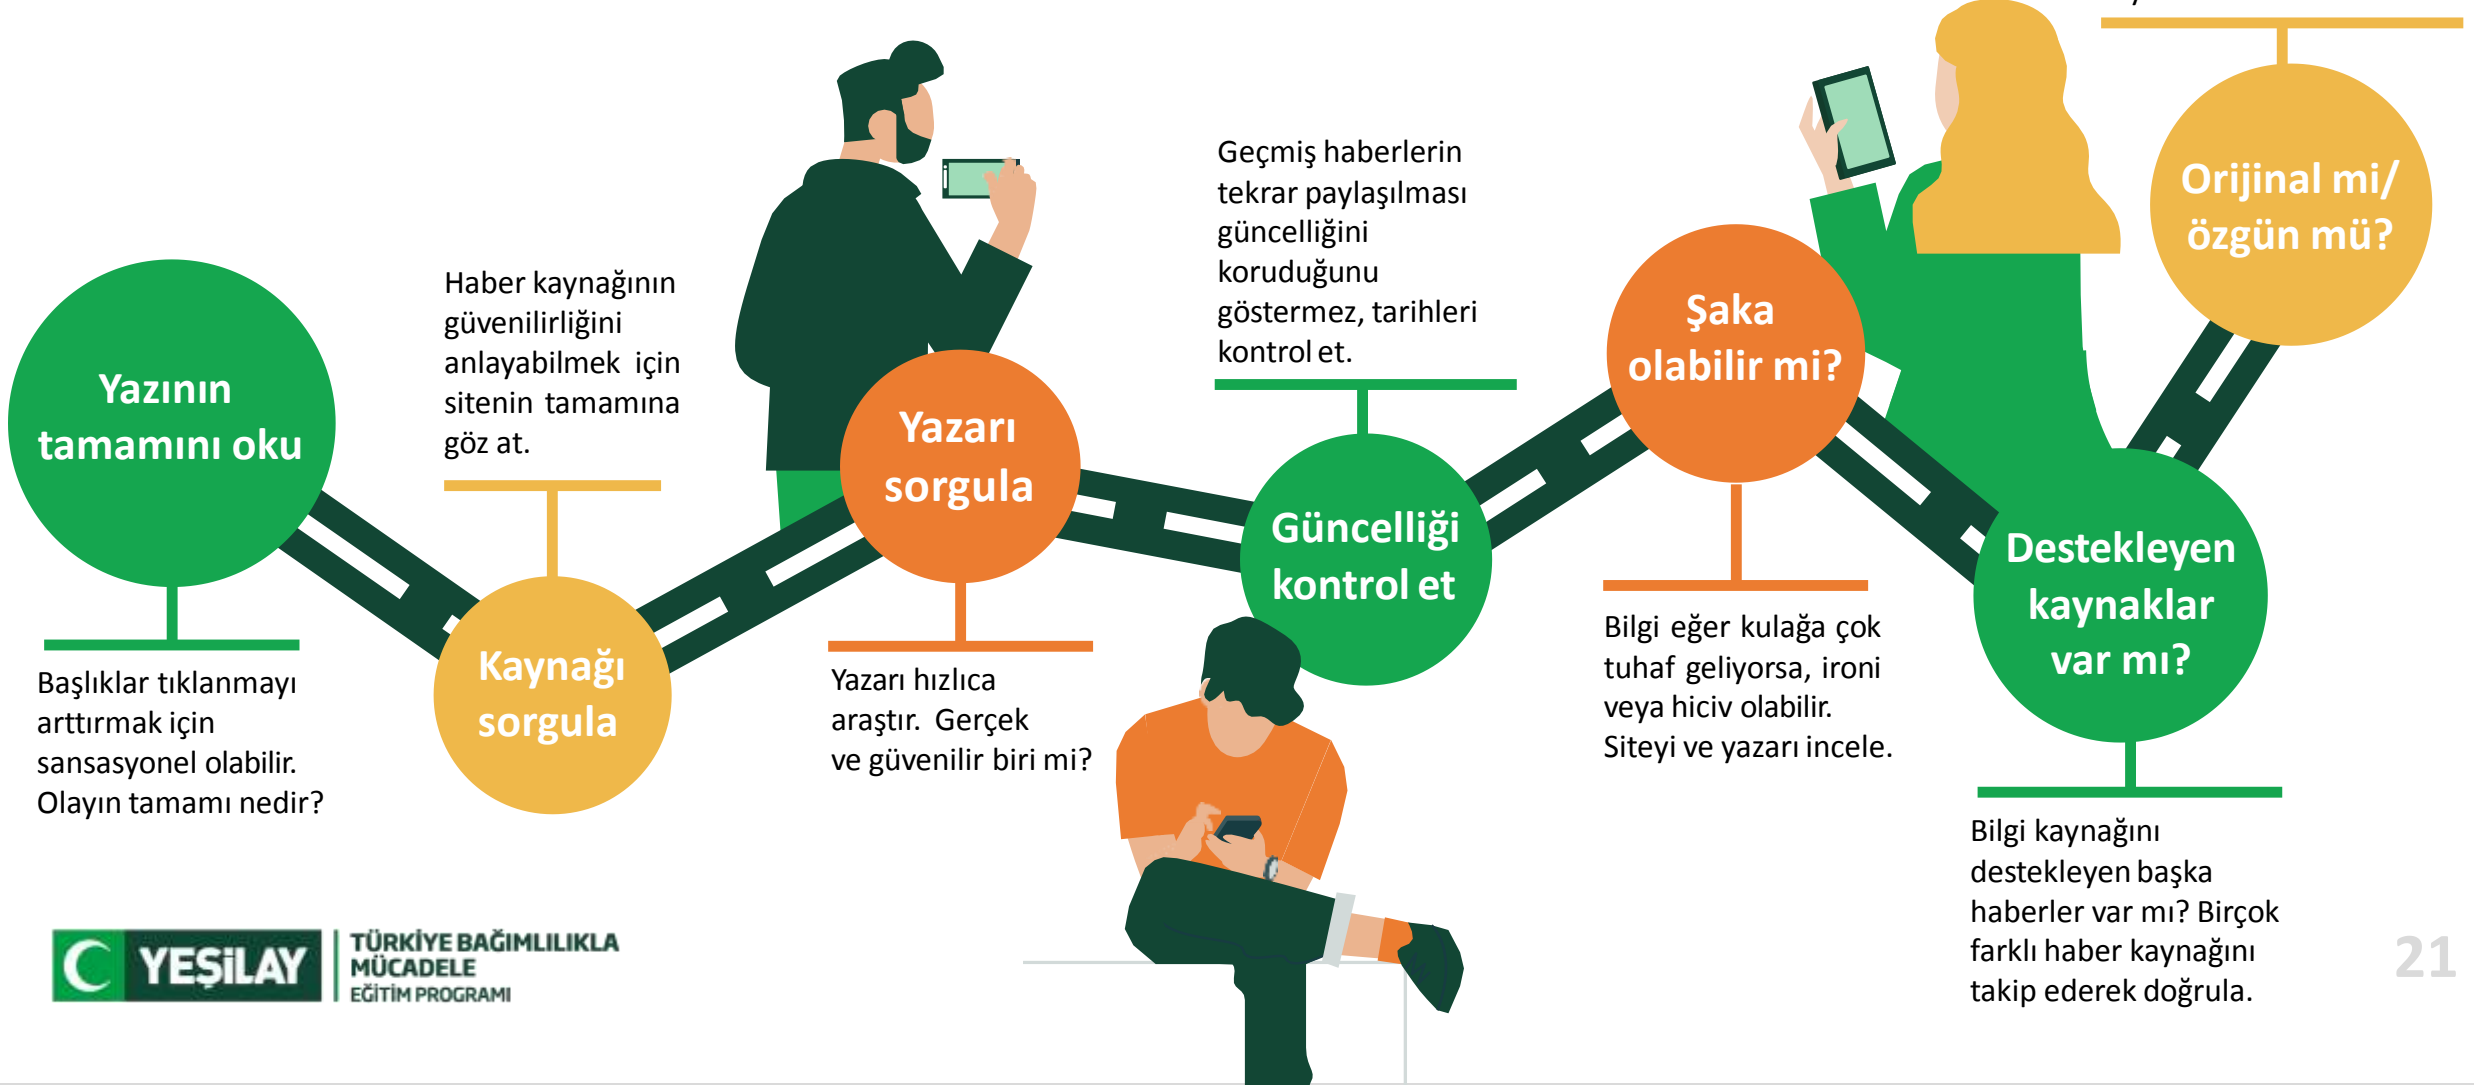 Yazının
tamamını oku
Başlıklar tıklanmayı
arttırmak için
sansasyonel olabilir.
Olayın tamamı nedir?
Haber kaynağının
güvenilirliğini
anlayabilmek için
sitenin tamamına
göz at.
Kaynağı
sorgula
Yazarı
sorgula
Yazarı hızlıca
araştır. Gerçek
ve güvenilir biri mi?
Geçmiş haberlerin
tekrar paylaşılması
güncelliğini
koruduğunu
göstermez, tarihleri
kontrol et.
Güncelliği
kontrol et
Şaka
olabilir mi?
Bilgi eğer kulağa çok
tuhaf geliyorsa, ironi
veya hiciv olabilir.
Siteyi ve yazarı incele.
Destekleyen
kaynaklar
var mı?
Bilgi kaynağını
destekleyen başka
haberler var mı? Birçok
farklı haber kaynağını
takip ederek doğrula.
Orijinal mi/
özgün mü?
YEŞİLAY
TÜRKİYE BAĞIMLILIKLA
MÜCADELE
EĞİTİM PROGRAMI
21